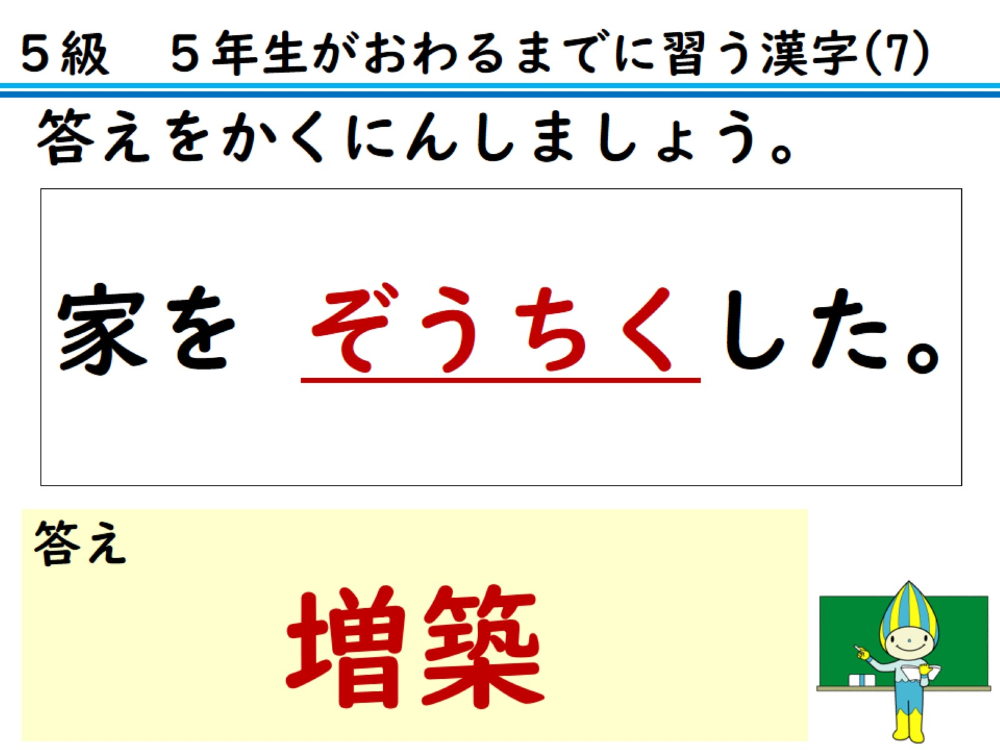 ５級　５年生がおわるまでに習う漢字(7)
答えをかくにんしましょう。
家を ぞうちくした。
答え
増築